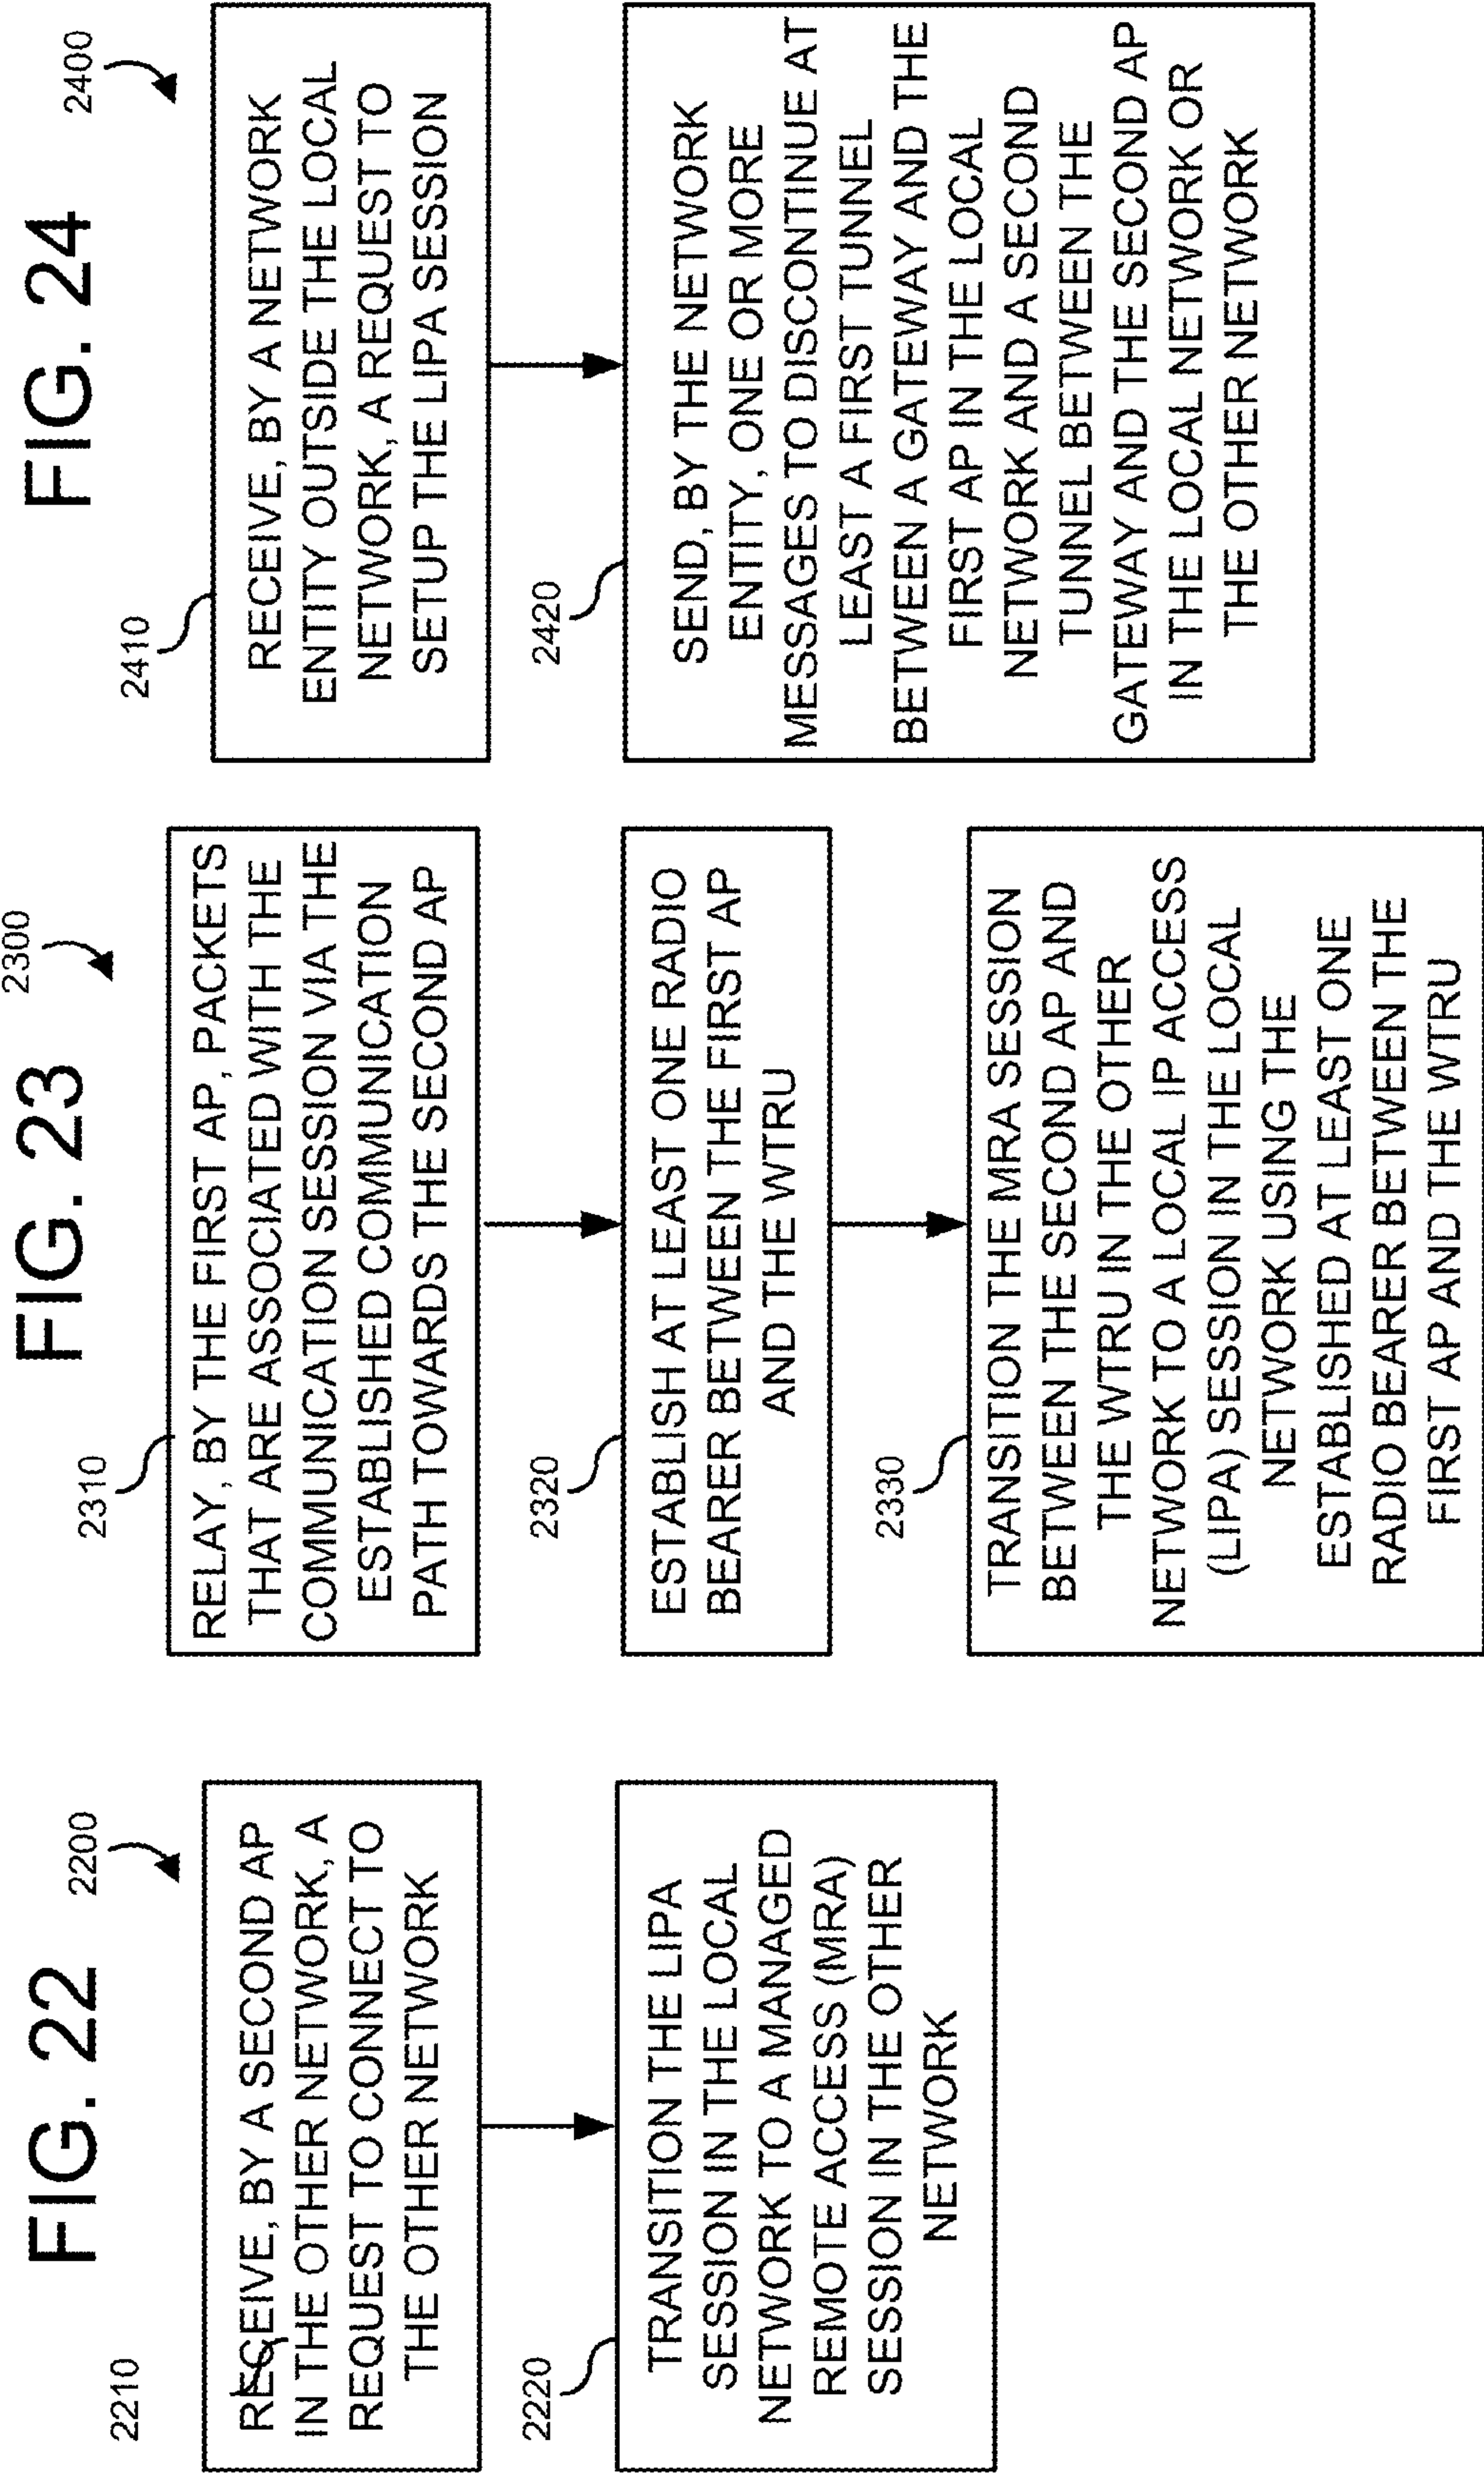 FIG. 22
2200
2210
RECEIVE, BY A SECOND AP
IN THE OTHER NETWORK, A
REQUEST TO CONNECT TO
THE OTHER NETWORK
2220
TRANSITION THE LIPA
SESSION IN THE LOCAL
NETWORK TO A MANAGED
REMOTE ACCESS (MRA)
SESSION IN THE OTHER
NETWORK
FIG. 23
2300
2310
RELAY, BY THE FIRST AP, PACKETS
THAT ARE ASSOCIATED WITH THE
COMMUNICATION SESSION VIA THE
ESTABLISHED COMMUNICATION
PATH TOWARDS THE SECOND AP
2320
ESTABLISH AT LEAST ONE RADIO
BEARER BETWEEN THE FIRST AP
AND THE WTRU
2330
TRANSITION THE MRA SESSION
BETWEEN THE SECOND AP AND
THE WTRU IN THE OTHER
NETWORK TO A LOCAL IP ACCESS
(LIPA) SESSION IN THE LOCAL
NETWORK USING THE
ESTABLISHED AT LEAST ONE
RADIO BEARER BETWEEN THE
FIRST AP AND THE WTRU
FIG. 24
2400
2410
RECEIVE, BY A NETWORK
ENTITY OUTSIDE THE LOCAL
NETWORK, A REQUEST TO
SETUP THE LIPA SESSION
2420
SEND, BY THE NETWORK
ENTITY, ONE OR MORE
MESSAGES TO DISCONTINUE AT
LEAST A FIRST TUNNEL
BETWEEN A GATEWAY AND THE
FIRST AP IN THE LOCAL
NETWORK AND A SECOND
TUNNEL BETWEEN THE
GATEWAY AND THE SECOND AP
IN THE LOCAL NETWORK OR
THE OTHER NETWORK